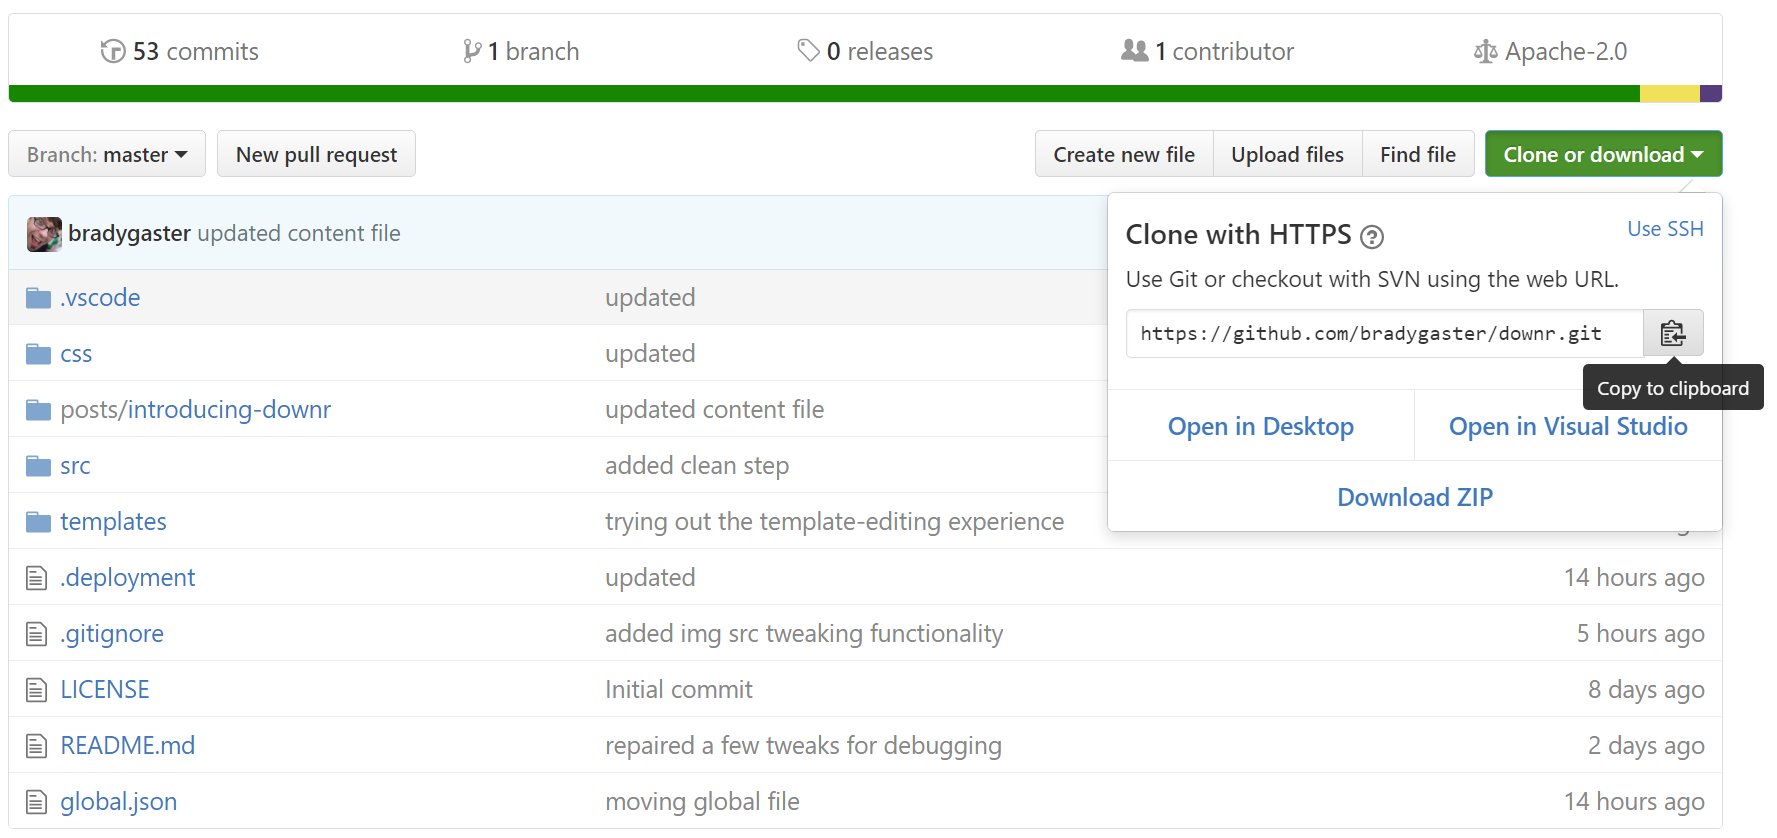 53 commits
1 branch
0 releases
1 contributor
Apache-2.0
Branch: master
New pull request
Create new file
Upload files
Find file
Clone or download
bradygaster updated content file
Clone with HTTPS
Use SSH
Use Git or checkout with SVN using the web URL.
https://github.com/bradygaster/downr.git
Copy to clipboard
Open in Desktop
Open in Visual Studio
Download ZIP
.vscode updated
css updated
posts/introducing-downr updated content file
src added clean step
templates trying out the template-editing experience
.deployment updated 14 hours ago
.gitignore added img src tweaking functionality 5 hours ago
LICENSE Initial commit 8 days ago
README.md repaired a few tweaks for debugging 2 days ago
global.json moving global file 14 hours ago